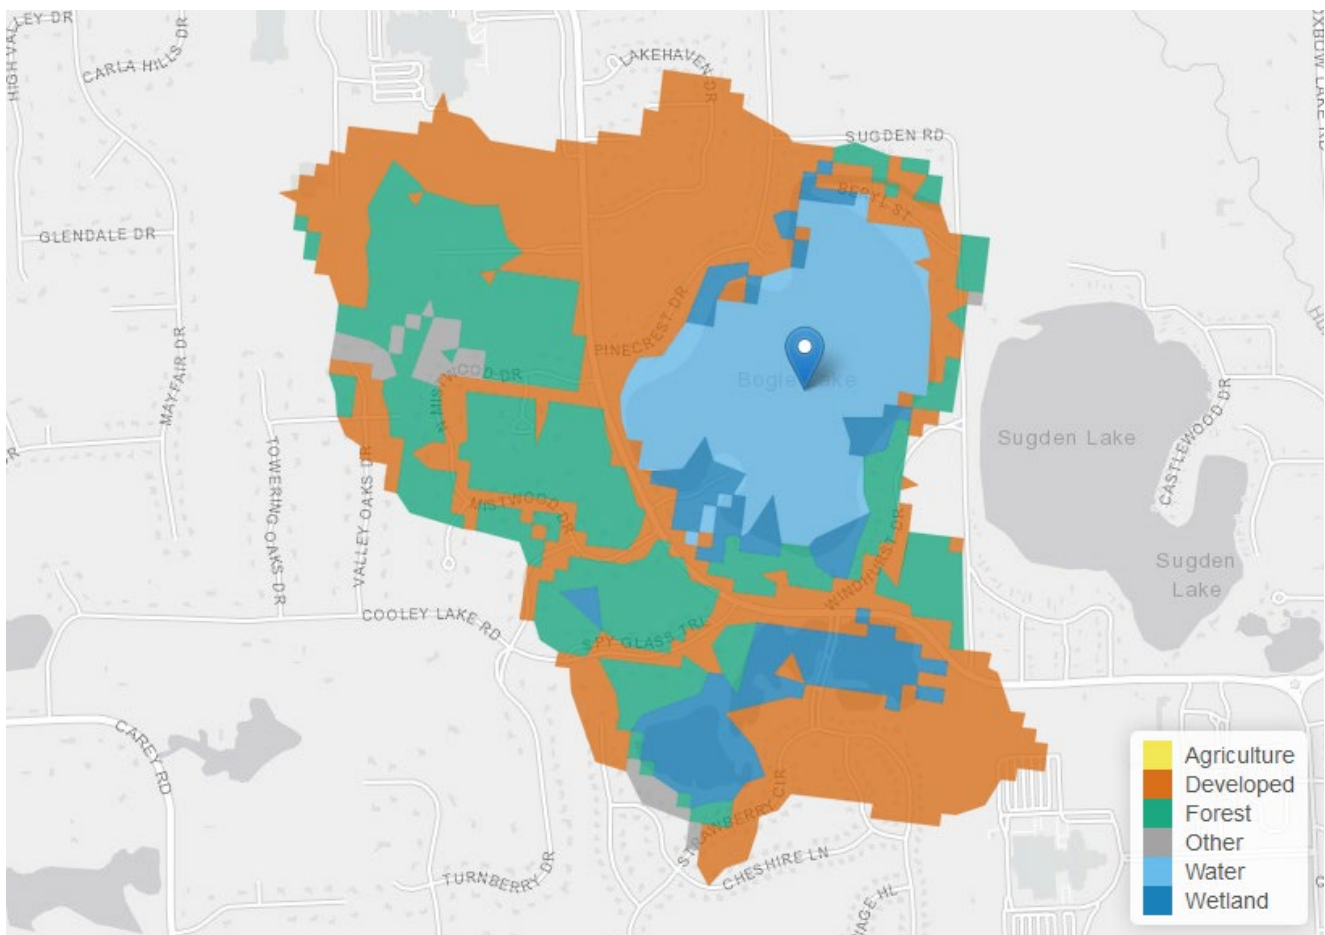 HIGH VALLEY DR
CARLA HILLS DR
LAKEHAVEN DR
SUGDEN RD
BERYL ST
GLENDALE DR
MAYFAIR DR
PINECREST DR
N MISTWOOD DR
Bogie Lake
Sugden Lake
CASTLEWOOD DR
TOWERING OAKS DR
VALLEY OAKS DR
MISTWOOD DR
Sugden
Lake
WINDHURST DR
COOLEY LAKE RD
SPY GLASS TRL
CAREY RD
STRAWBERRY CIR
TURNBERRY DR
CHESHIRE LN
Agriculture
Developed
Forest
Other
Water
Wetland